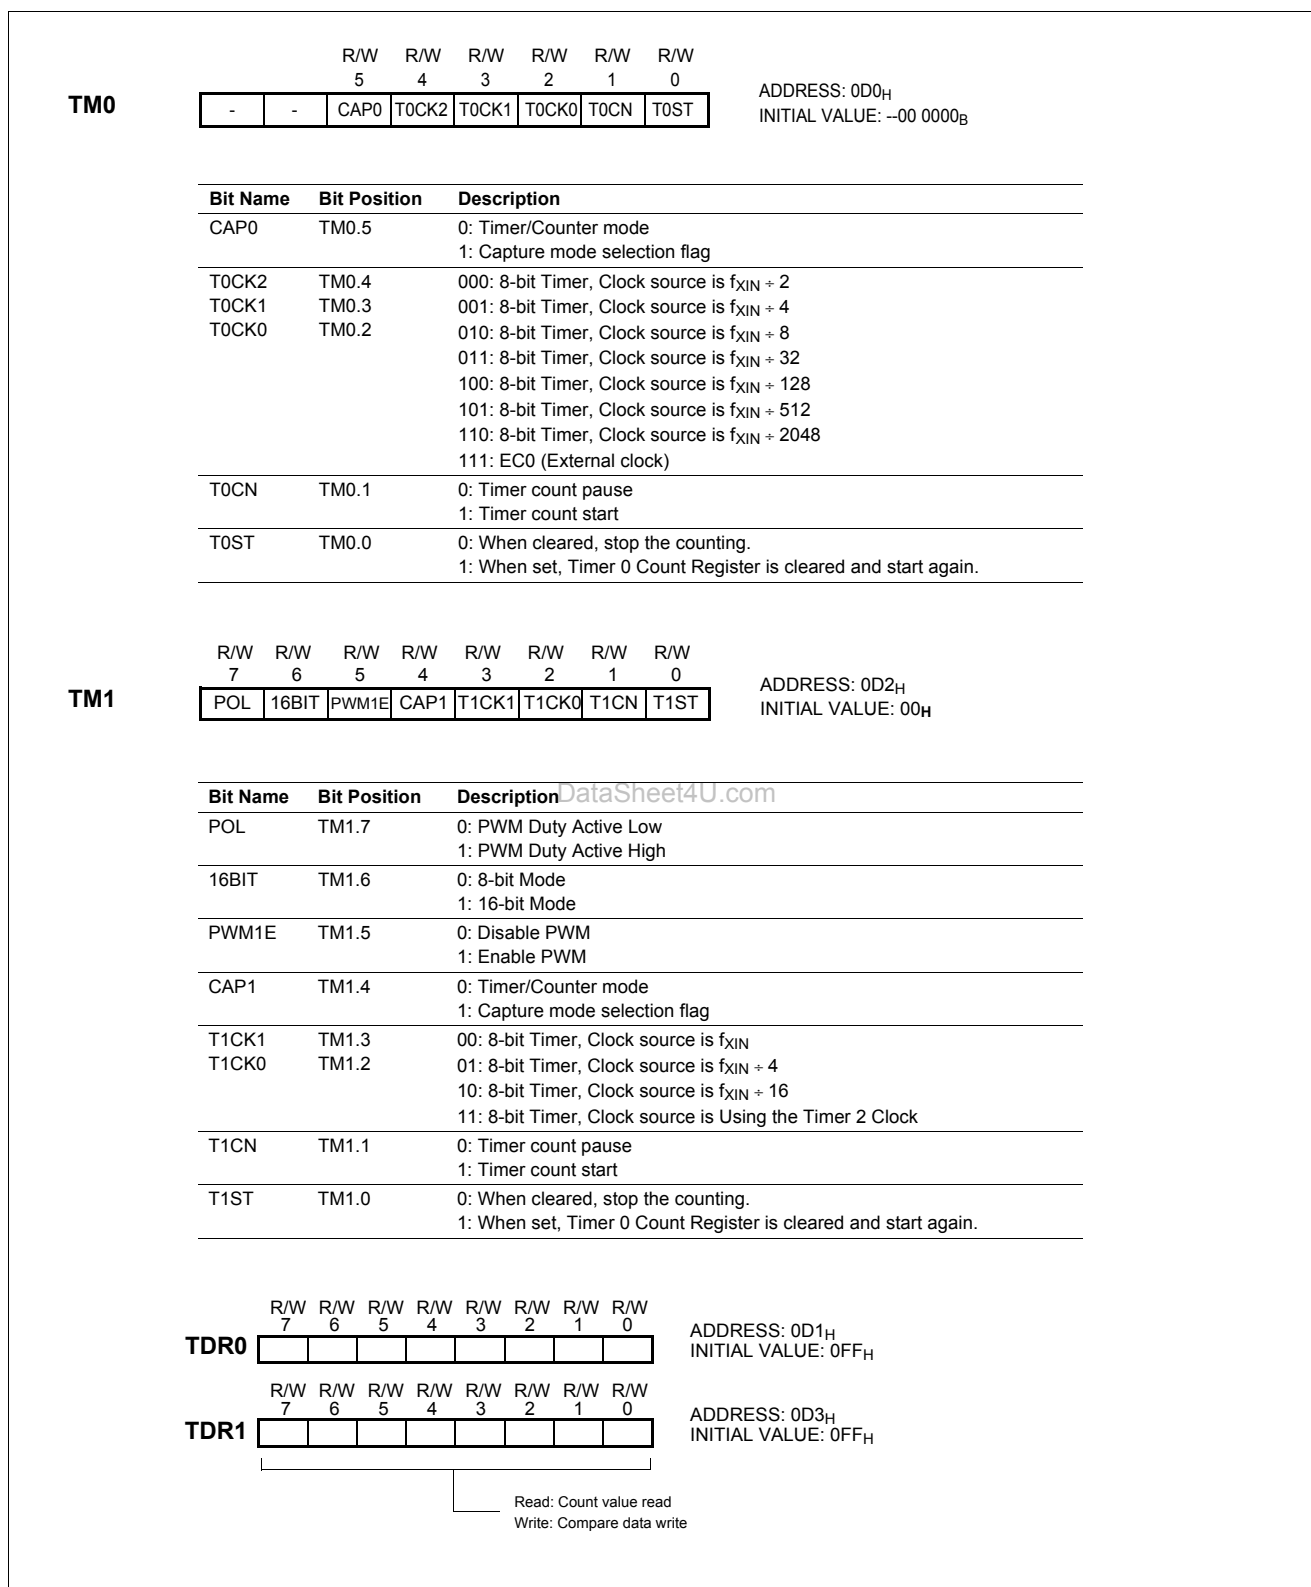 R/W R/W R/W R/W R/W R/W
5 4 3 2 1 0
TM0 - - CAP0 T0CK2 T0CK1 T0CK0 T0CN T0ST
ADDRESS: 0D0H
INITIAL VALUE: --00 0000B
Bit Name Bit Position Description
CAP0 TM0.5 0: Timer/Counter mode
1: Capture mode selection flag
T0CK2 TM0.4 000: 8-bit Timer, Clock source is fXIN ÷ 2
T0CK1 TM0.3 001: 8-bit Timer, Clock source is fXIN ÷ 4
T0CK0 TM0.2 010: 8-bit Timer, Clock source is fXIN ÷ 8
011: 8-bit Timer, Clock source is fXIN ÷ 32
100: 8-bit Timer, Clock source is fXIN ÷ 128
101: 8-bit Timer, Clock source is fXIN ÷ 512
110: 8-bit Timer, Clock source is fXIN ÷ 2048
111: EC0 (External clock)
T0CN TM0.1 0: Timer count pause
1: Timer count start
T0ST TM0.0 0: When cleared, stop the counting.
1: When set, Timer 0 Count Register is cleared and start again.
R/W R/W R/W R/W R/W R/W R/W R/W
7 6 5 4 3 2 1 0
TM1 POL 16BIT PWM1E CAP1 T1CK1 T1CK0 T1CN T1ST
ADDRESS: 0D2H
INITIAL VALUE: 00H
Bit Name Bit Position Description
DataSheet4U.com
POL TM1.7 0: PWM Duty Active Low
1: PWM Duty Active High
16BIT TM1.6 0: 8-bit Mode
1: 16-bit Mode
PWM1E TM1.5 0: Disable PWM
1: Enable PWM
CAP1 TM1.4 0: Timer/Counter mode
1: Capture mode selection flag
T1CK1 TM1.3 00: 8-bit Timer, Clock source is fXIN
T1CK0 TM1.2 01: 8-bit Timer, Clock source is fXIN ÷ 4
10: 8-bit Timer, Clock source is fXIN ÷ 16
11: 8-bit Timer, Clock source is Using the Timer 2 Clock
T1CN TM1.1 0: Timer count pause
1: Timer count start
T1ST TM1.0 0: When cleared, stop the counting.
1: When set, Timer 0 Count Register is cleared and start again.
R/W R/W R/W R/W R/W R/W R/W R/W
7 6 5 4 3 2 1 0
TDR0
ADDRESS: 0D1H
INITIAL VALUE: 0FFH
R/W R/W R/W R/W R/W R/W R/W R/W
7 6 5 4 3 2 1 0
TDR1
ADDRESS: 0D3H
INITIAL VALUE: 0FFH
Read: Count value read
Write: Compare data write